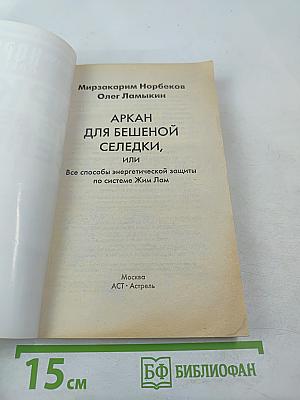 Мирзакарим Норбеков
Олег Ламыкин
АРКАН
ДЛЯ БЕШЕНОЙ
СЕЛЕДКИ,
ИЛИ
Все способы энергетической защиты
по системе Жим Лам
Москва
АСТ • Астрель
15 см
БФ БИБЛИОФАН